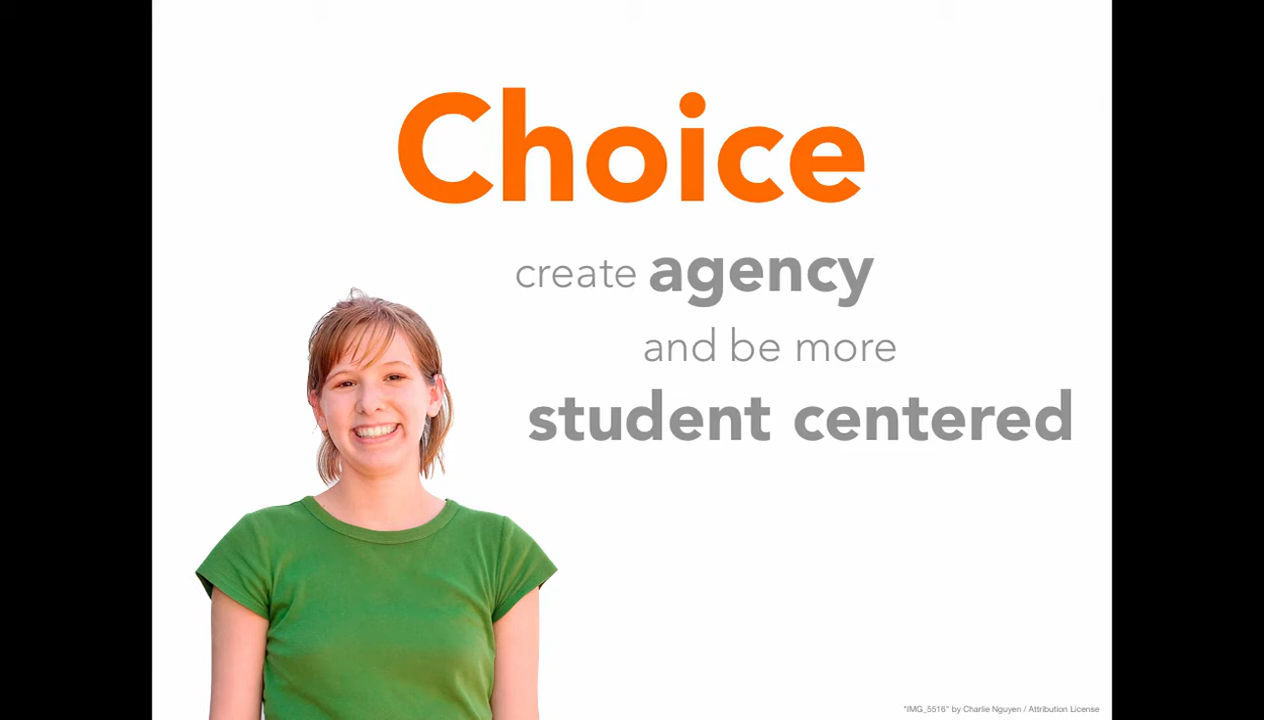 Choice
create agency
and be more
student centered
"IMG_5516" by Charlie Nguyen / Attribution License